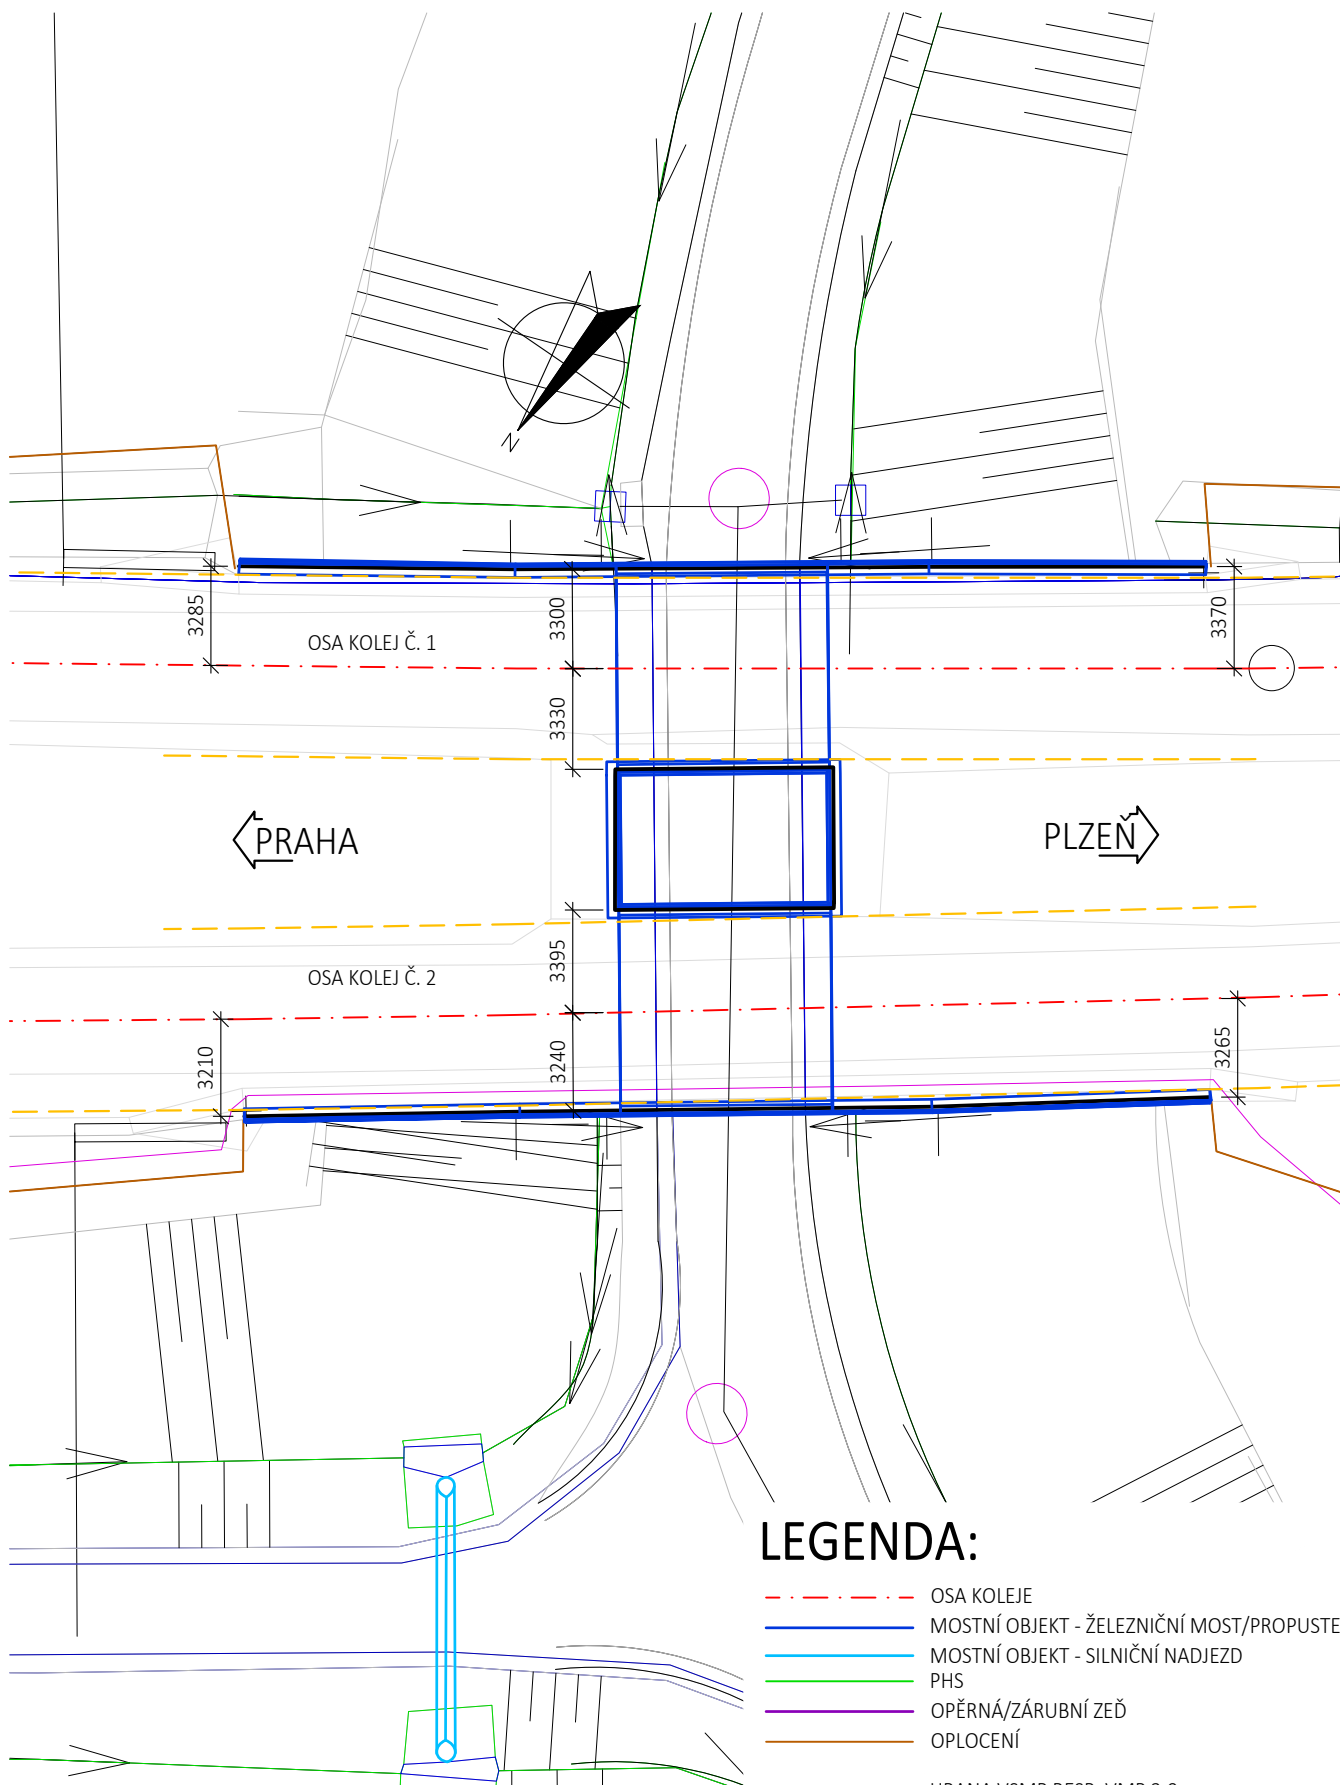 N
3285
OSA KOLEJ Č. 1
3300
3370
3330
PRAHA
PLZEŇ
3395
OSA KOLEJ Č. 2
3210
3240
3265
LEGENDA:
OSA KOLEJE
MOSTNÍ OBJEKT - ŽELEZNIČNÍ MOST/PROPUSTE
MOSTNÍ OBJEKT - SILNIČNÍ NADJEZD
PHS
OPĚRNÁ/ZÁRUBNÍ ZEĎ
OPLOCENÍ